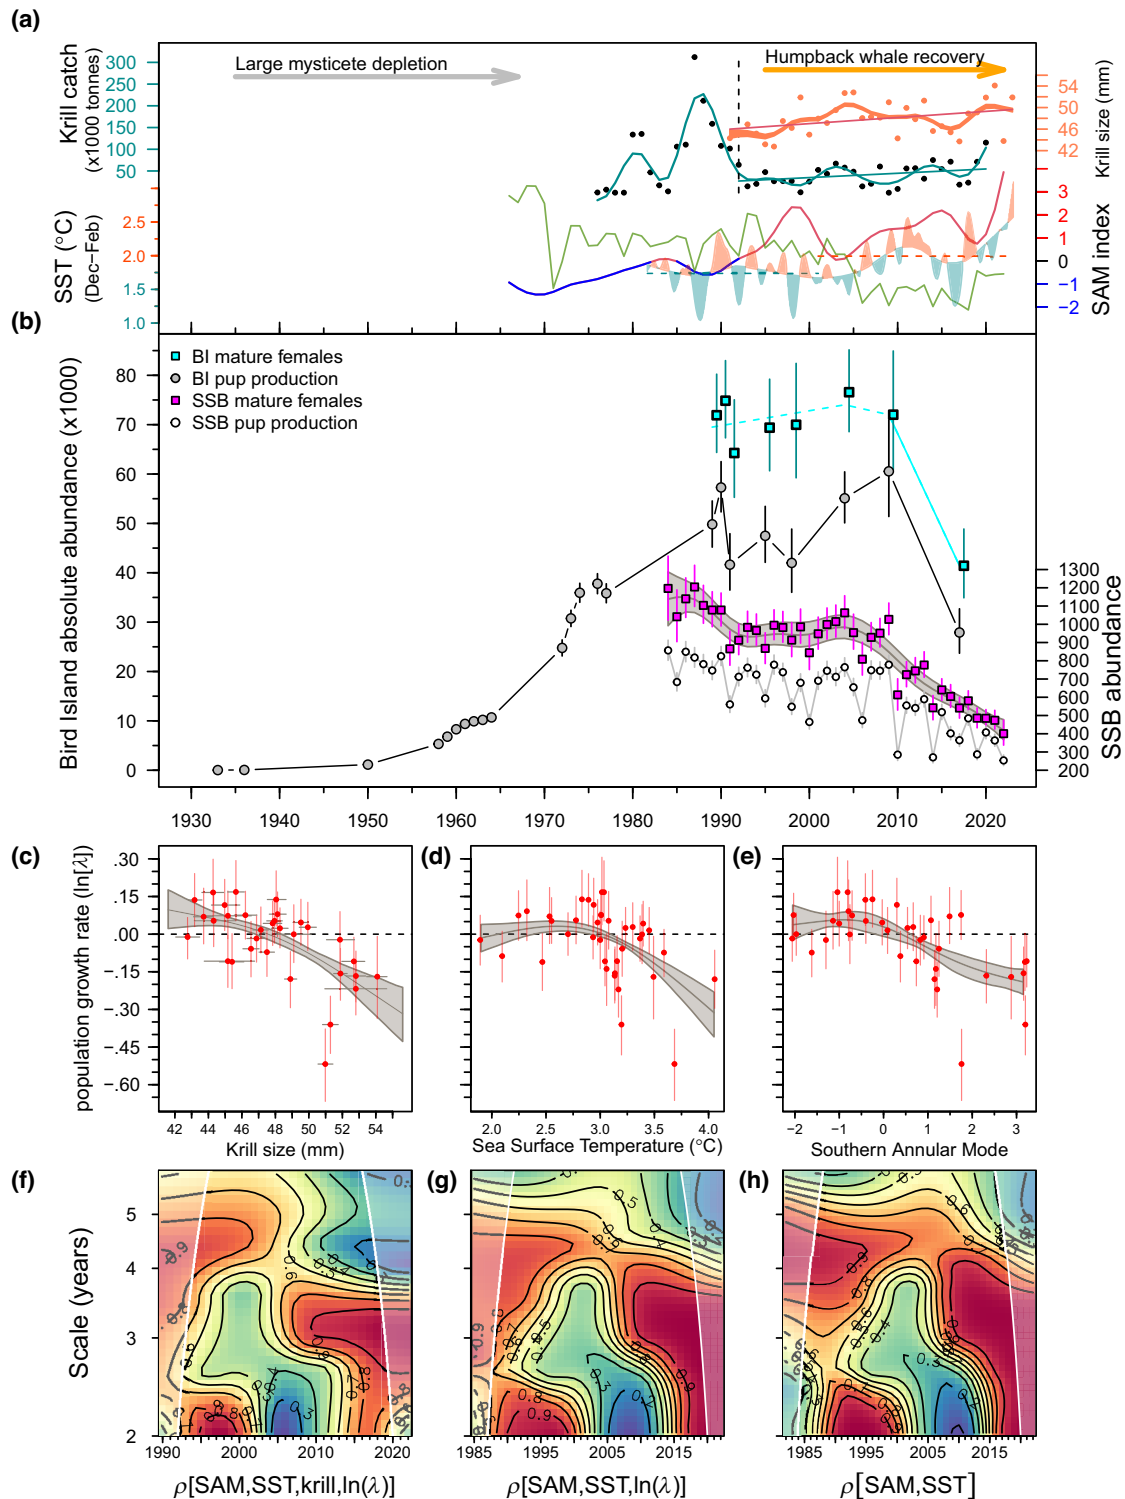 (a)
Krill catch
(x1000 tonnes)
300
250
200
150
100
50
Large mysticete depletion
Humpback whale recovery
54
50
46
42
Krill size (mm)
SST (°C)
(Dec−Feb)
2.5
2.0
1.5
1.0
3
2
1
0
−1
−2
SAM index
(b)
BI mature females
BI pup production
SSB mature females
SSB pup production
Bird Island absolute abundance (x1000)
80
70
60
50
40
30
20
10
0
1300
1200
1100
1000
900
800
700
600
500
400
300
200
SSB abundance
1930 1940 1950 1960 1970 1980 1990 2000 2010 2020
(c)
(d)
(e)
population growth rate (ln[λ])
.30
.15
.00
−.15
−.30
−.45
−.60
42 44 46 48 50 52 54
Krill size (mm)
2.0 2.5 3.0 3.5 4.0
Sea Surface Temperature (°C)
−2 −1 0 1 2 3
Southern Annular Mode
(f)
(g)
(h)
Scale (years)
5
4
3
2
1990 2000 2010 2020
ρ[SAM,SST,krill,ln(λ)]
1985 1995 2005 2015
ρ[SAM,SST,ln(λ)]
1985 1995 2005 2015
ρ[SAM,SST]